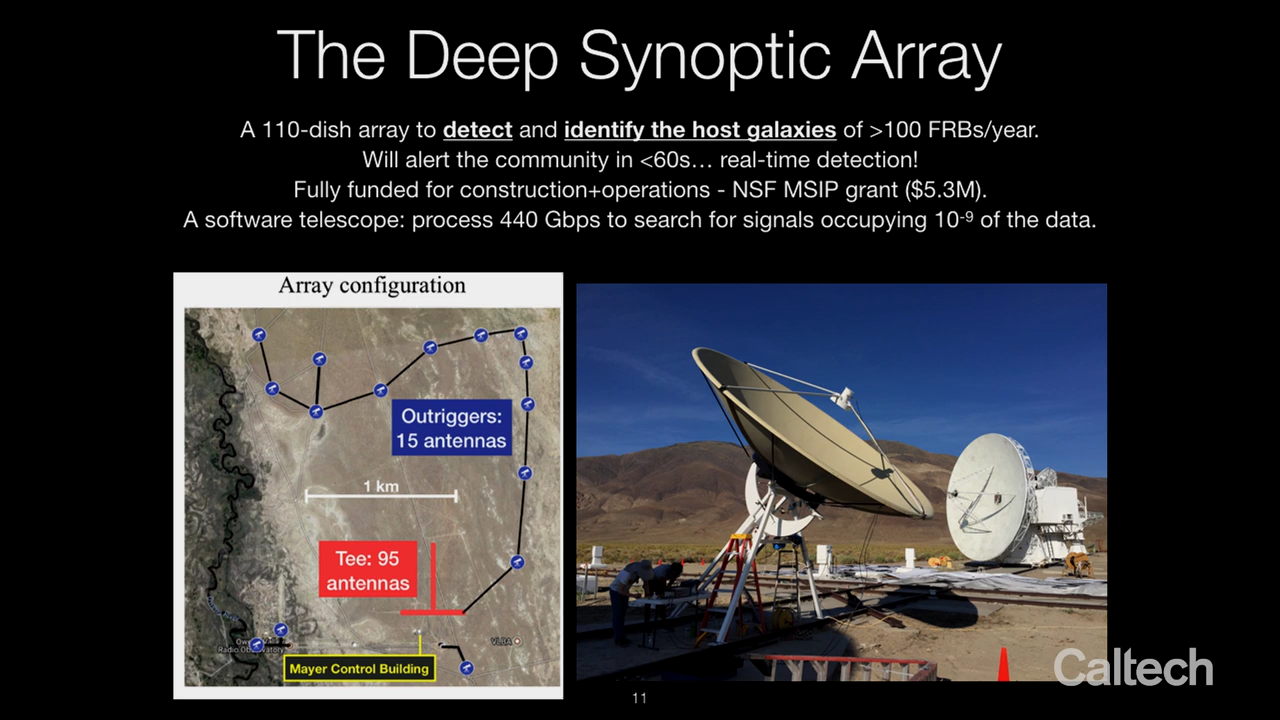 The Deep Synoptic Array
A 110-dish array to detect and identify the host galaxies of >100 FRBs/year.
Will alert the community in <60s… real-time detection!
Fully funded for construction+operations - NSF MSIP grant ($5.3M).
A software telescope: process 440 Gbps to search for signals occupying 10⁻⁹ of the data.
Array configuration
Outriggers:
15 antennas
1 km
Tee: 95
antennas
Radio
VLBA
Mayer Control Building
Caltech
11